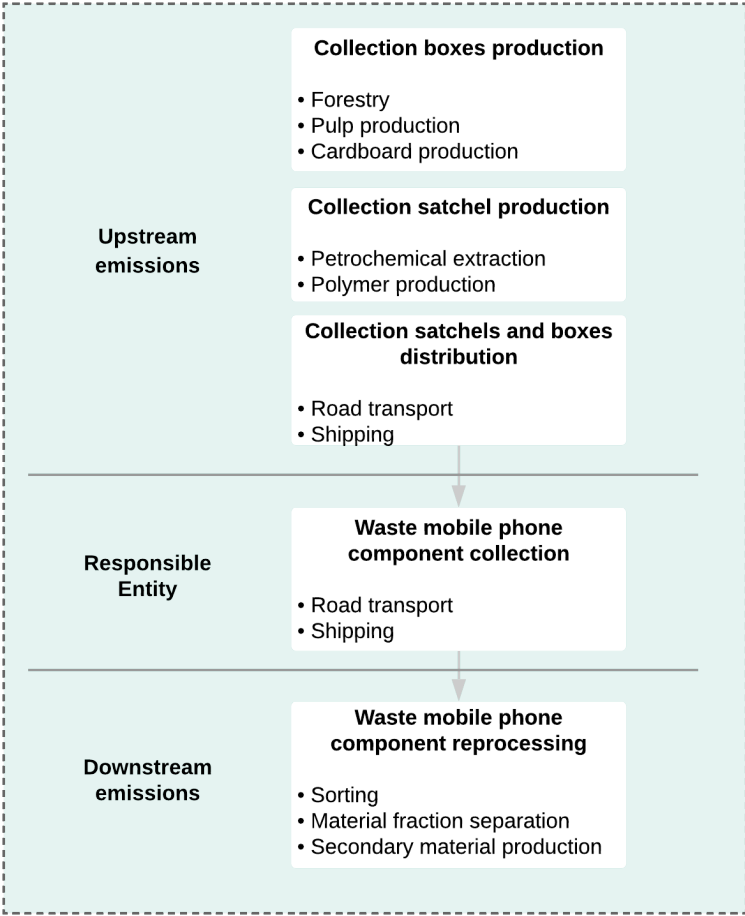 Collection boxes production
• Forestry
• Pulp production
• Cardboard production
Upstream
emissions
Collection satchel production
• Petrochemical extraction
• Polymer production
Collection satchels and boxes
distribution
• Road transport
• Shipping
Responsible
Entity
Waste mobile phone
component collection
• Road transport
• Shipping
Downstream
emissions
Waste mobile phone
component reprocessing
• Sorting
• Material fraction separation
• Secondary material production